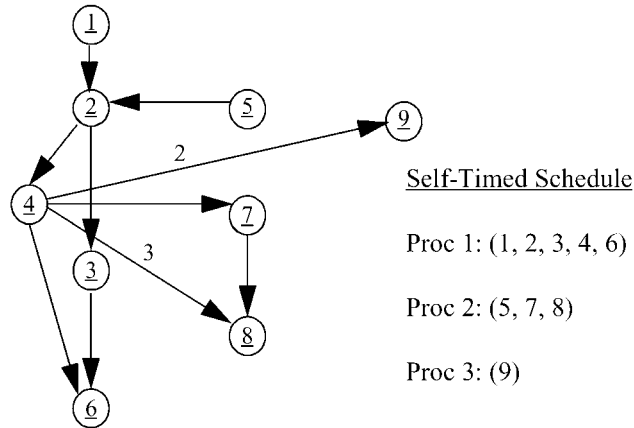 1
2
5
9
2
Self-Timed Schedule
4
7
Proc 1: (1, 2, 3, 4, 6)
3
3
Proc 2: (5, 7, 8)
8
Proc 3: (9)
6